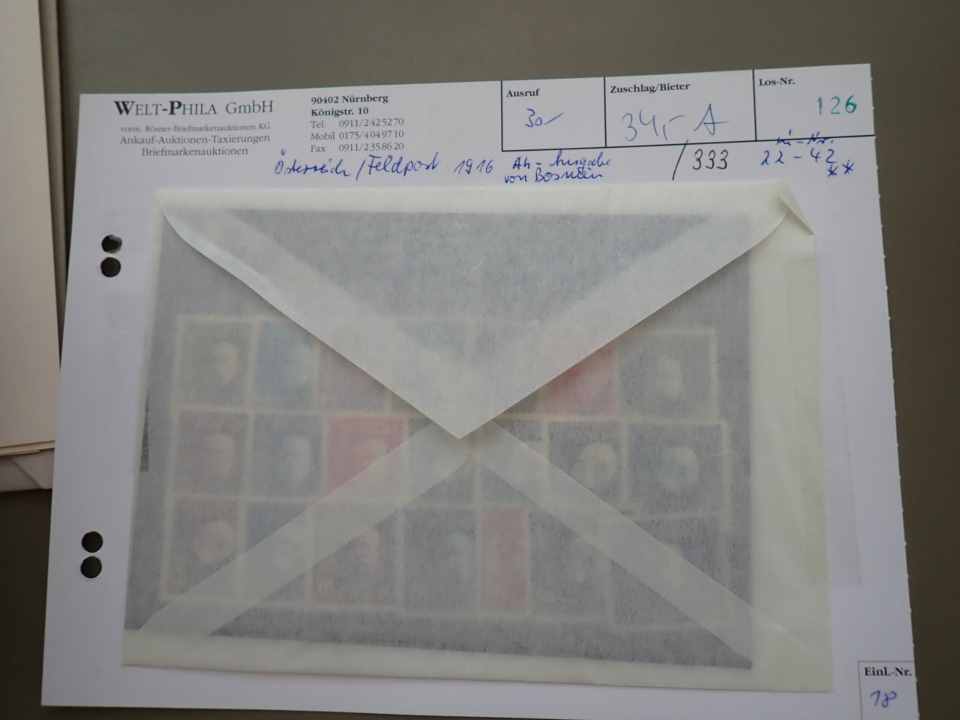 WELT-PHILA GmbH
vorm. Rösner-Briefmarkenauktionen KG
Ankauf-Auktionen-Taxierungen
Briefmarkenauktionen
90402 Nürnberg
Königstr. 10
Tel. 0911/2425270
Mobil 0175/4049710
Fax 0911/2358620
Ausruf
30,-
Zuschlag/Bieter
34,- A
Los-Nr.
126
Österreich / Feldpost 1916 Ah-Ausgabe
von Bosnien
/333
Mi-Nr.
22-42
**
Einl.-Nr.
18